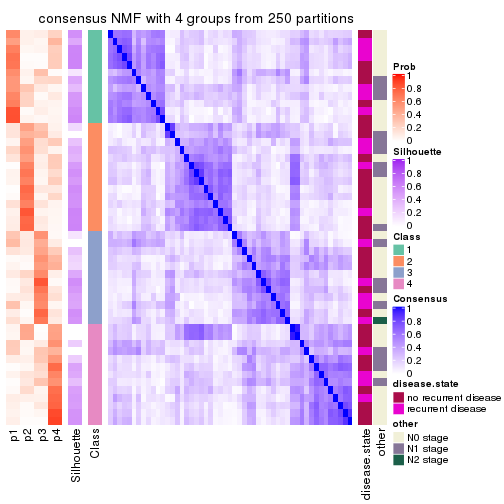 consensus NMF with 4 groups from 250 partitions
Prob
1
0.8
0.6
0.4
0.2
0
Silhouette
1
0.8
0.6
0.4
0.2
0
Class
1
2
3
4
Consensus
1
0.8
0.6
0.4
0.2
0
disease.state
no recurrent disease
recurrent disease
other
N0 stage
N1 stage
N2 stage
p1
p2
p3
p4
Silhouette
Class
disease.state
other